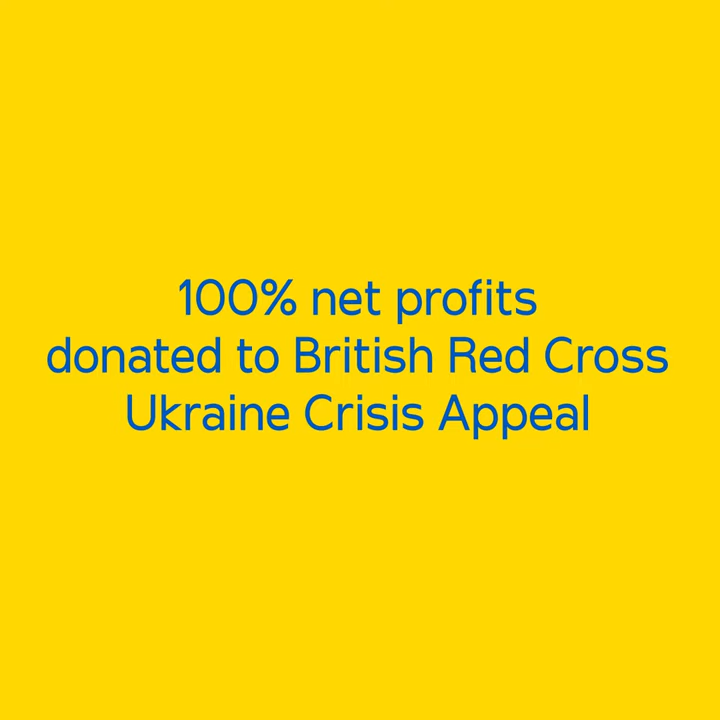 100% net profits
donated to British Red Cross
Ukraine Crisis Appeal